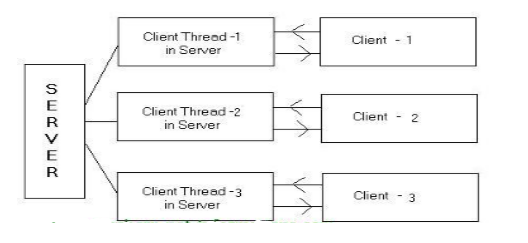 SERVER
Client Thread -1
in Server
Client - 1
Client Thread -2
in Server
Client - 2
Client Thread -3
in Server
Client - 3